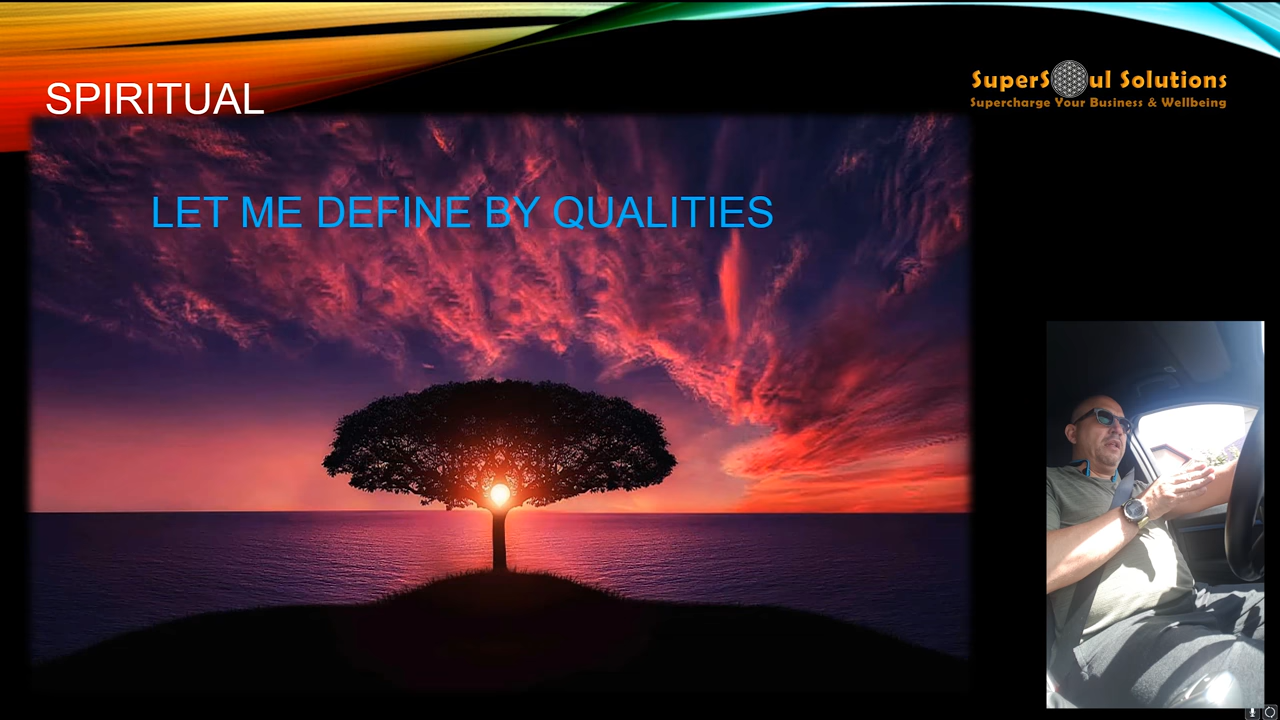 SPIRITUAL
SuperSoul Solutions
Supercharge Your Business & Wellbeing
LET ME DEFINE BY QUALITIES